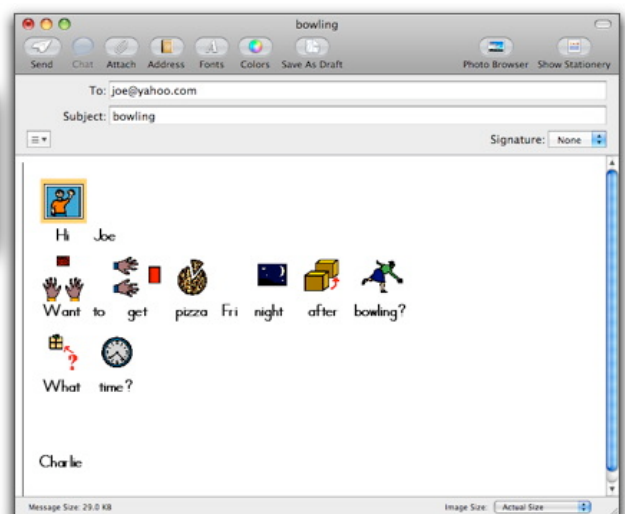 bowling
Send Chat Attach Address Fonts Colors Save As Draft Photo Browser Show Stationery
To: joe@yahoo.com
Subject: bowling
Signature: None
Hi Joe
Want to get pizza Fri night after bowling?
What time?
Charlie
Message Size: 29.0 KB Image Size: Actual Size